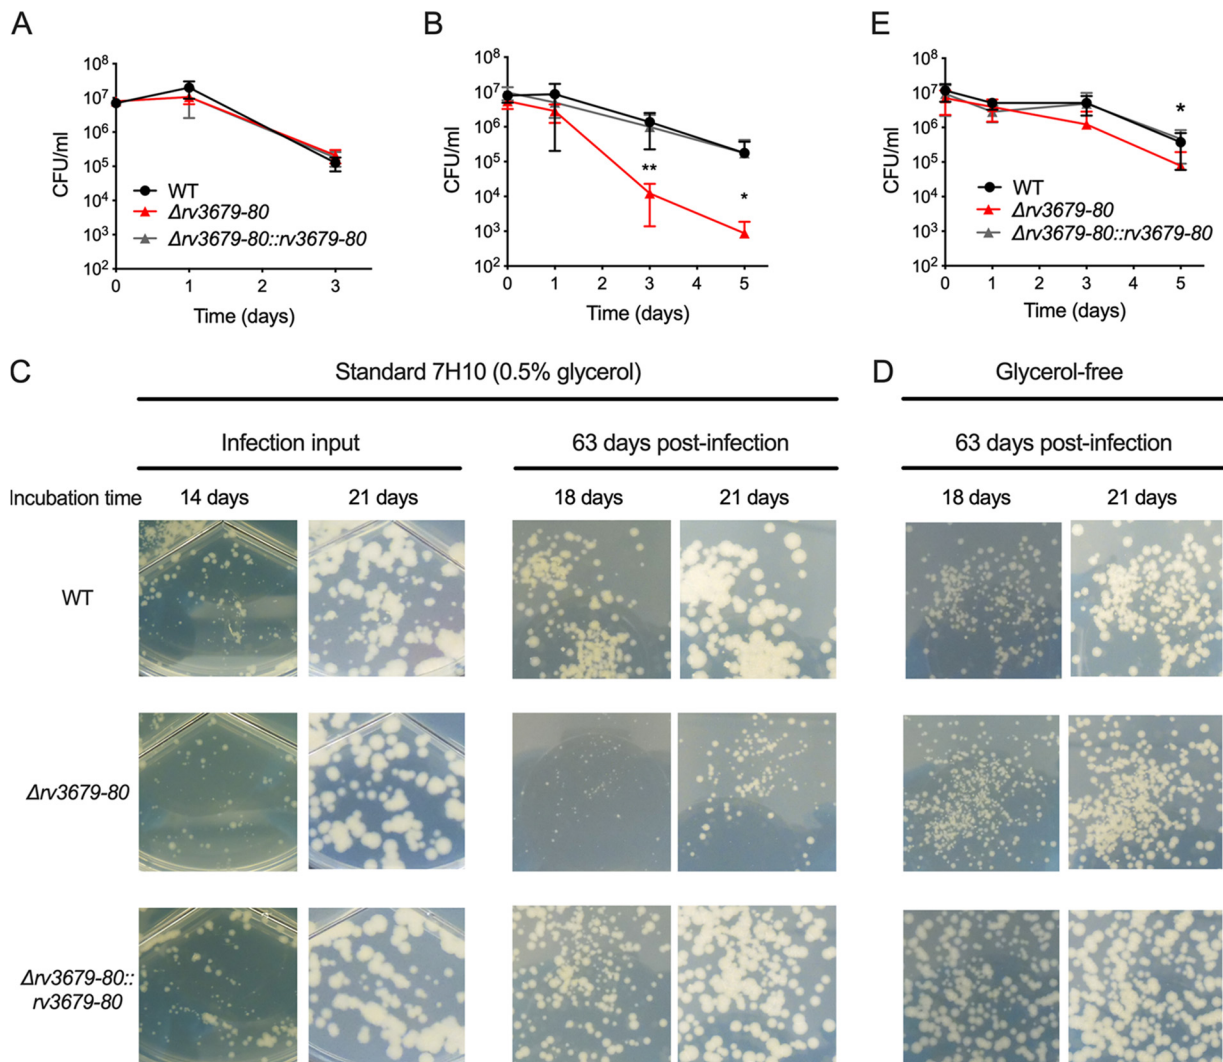 A
10⁸
10⁷
10⁶
10⁵
10⁴
10³
10²
CFU/ml
WT
Δrv3679-80
Δrv3679-80::rv3679-80
0
1
2
3
Time (days)
B
10⁸
10⁷
10⁶
10⁵
10⁴
10³
10²
CFU/ml
**
*
0
1
2
3
4
5
Time (days)
E
10⁸
10⁷
10⁶
10⁵
10⁴
10³
10²
CFU/ml
*
WT
Δrv3679-80
Δrv3679-80::rv3679-80
0
1
2
3
4
5
Time (days)
C
Standard 7H10 (0.5% glycerol)
Infection input
63 days post-infection
Incubation time
14 days
21 days
18 days
21 days
D
Glycerol-free
63 days post-infection
18 days
21 days
WT
Δrv3679-80
Δrv3679-80::
rv3679-80